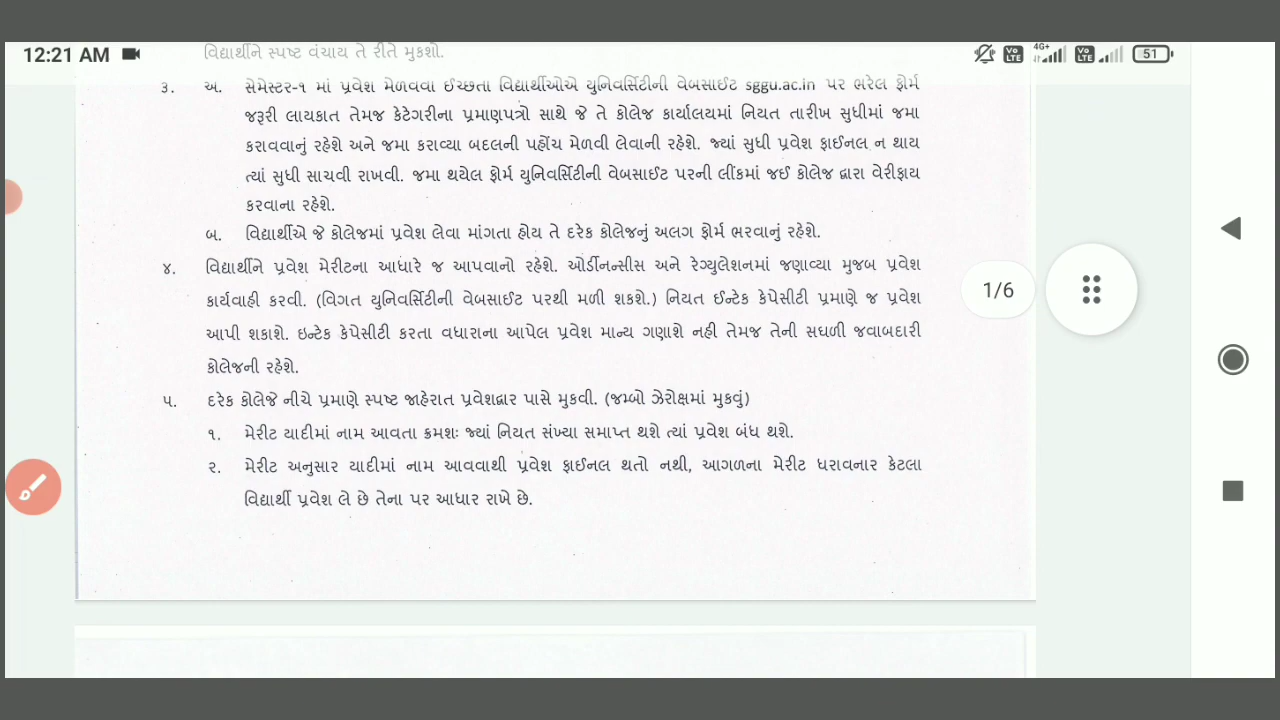 12:21 AM
4G+
Vo LTE
Vo LTE
51
વિદ્યાર્થીને સ્પષ્ટ વંચાય તે રીતે મુકશો.
૩. અ. સેમેસ્ટર-૧ માં પ્રવેશ મેળવવા ઈચ્છતા વિદ્યાર્થીઓએ યુનિવર્સિટીની વેબસાઈટ sggu.ac.in પર ભરેલ ફોર્મ
જરૂરી લાયકાત તેમજ કેટેગરીના પ્રમાણપત્રો સાથે જે તે કોલેજ કાર્યાલયમાં નિયત તારીખ સુધીમાં જમા
કરાવવાનું રહેશે અને જમા કરાવ્યા બદલની પહોંચ મેળવી લેવાની રહેશે. જ્યાં સુધી પ્રવેશ ફાઈનલ ન થાય
ત્યાં સુધી સાચવી રાખવી. જમા થયેલ ફોર્મ યુનિવર્સિટીની વેબસાઈટ પરની લીંકમાં જઈ કોલેજ દ્વારા વેરીફાય
કરવાના રહેશે.
બ. વિદ્યાર્થીએ જે કોલેજમાં પ્રવેશ લેવા માંગતા હોય તે દરેક કોલેજનું અલગ ફોર્મ ભરવાનું રહેશે.
૪. વિદ્યાર્થીને પ્રવેશ મેરીટના આધારે જ આપવાનો રહેશે. ઓર્ડીનન્સીસ અને રેગ્યુલેશનમાં જણાવ્યા મુજબ પ્રવેશ
કાર્યવાહી કરવી. (વિગત યુનિવર્સિટીની વેબસાઈટ પરથી મળી શકશે.) નિયત ઈન્ટેક કેપેસીટી પ્રમાણે જ પ્રવેશ
1/6
આપી શકાશે. ઇન્ટેક કેપેસીટી કરતા વધારાના આપેલ પ્રવેશ માન્ય ગણાશે નહી તેમજ તેની સઘળી જવાબદારી
કોલેજની રહેશે.
૫. દરેક કોલેજે નીચે પ્રમાણે સ્પષ્ટ જાહેરાત પ્રવેશદ્વાર પાસે મુકવી. (જમ્બો ઝેરોક્ષમાં મુકવું)
૧. મેરીટ યાદીમાં નામ આવતા ક્રમશઃ જ્યાં નિયત સંખ્યા સમાપ્ત થશે ત્યાં પ્રવેશ બંધ થશે.
૨. મેરીટ અનુસાર યાદીમાં નામ આવવાથી પ્રવેશ ફાઈનલ થતો નથી, આગળના મેરીટ ધરાવનાર કેટલા
વિદ્યાર્થી પ્રવેશ લે છે તેના પર આધાર રાખે છે.